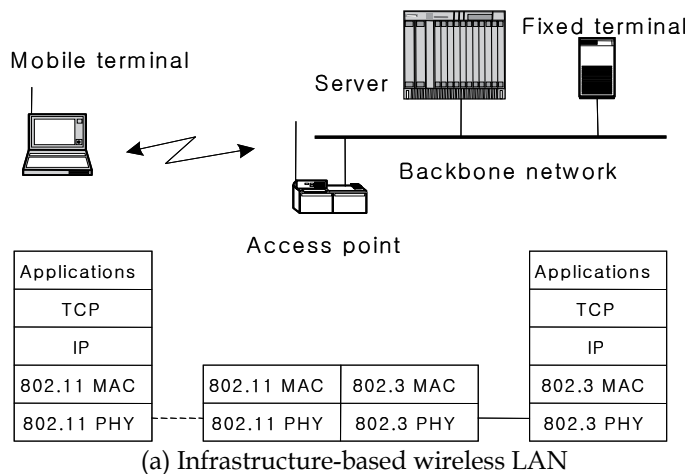 Fixed terminal
Mobile terminal
Server
Backbone network
Access point
Applications
TCP
IP
802.11 MAC
802.11 PHY
802.11 MAC 802.3 MAC
802.11 PHY 802.3 PHY
Applications
TCP
IP
802.3 MAC
802.3 PHY
(a) Infrastructure-based wireless LAN